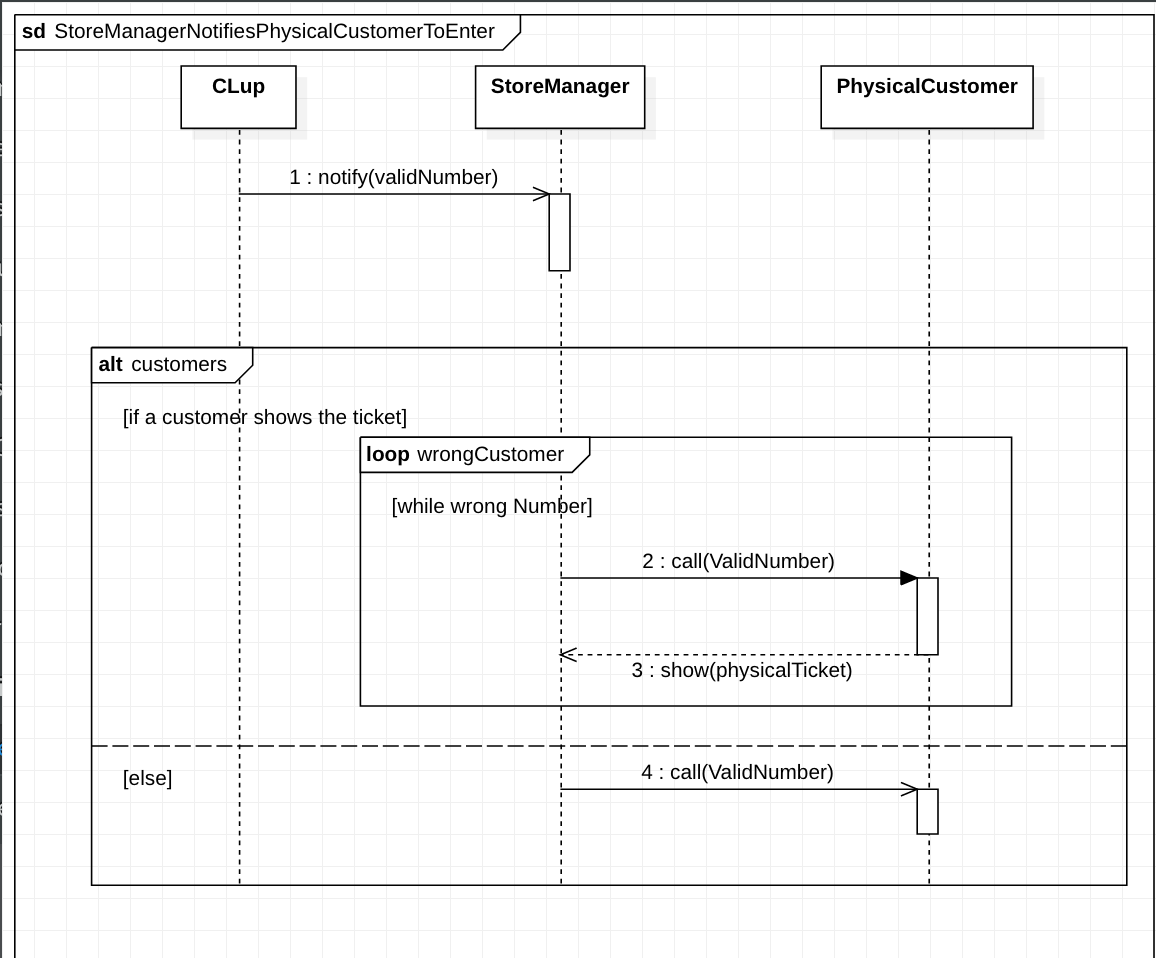 sd StoreManagerNotifiesPhysicalCustomerToEnter
CLup
StoreManager
PhysicalCustomer
1 : notify(validNumber)
alt customers
[if a customer shows the ticket]
loop wrongCustomer
[while wrong Number]
2 : call(ValidNumber)
3 : show(physicalTicket)
[else]
4 : call(ValidNumber)